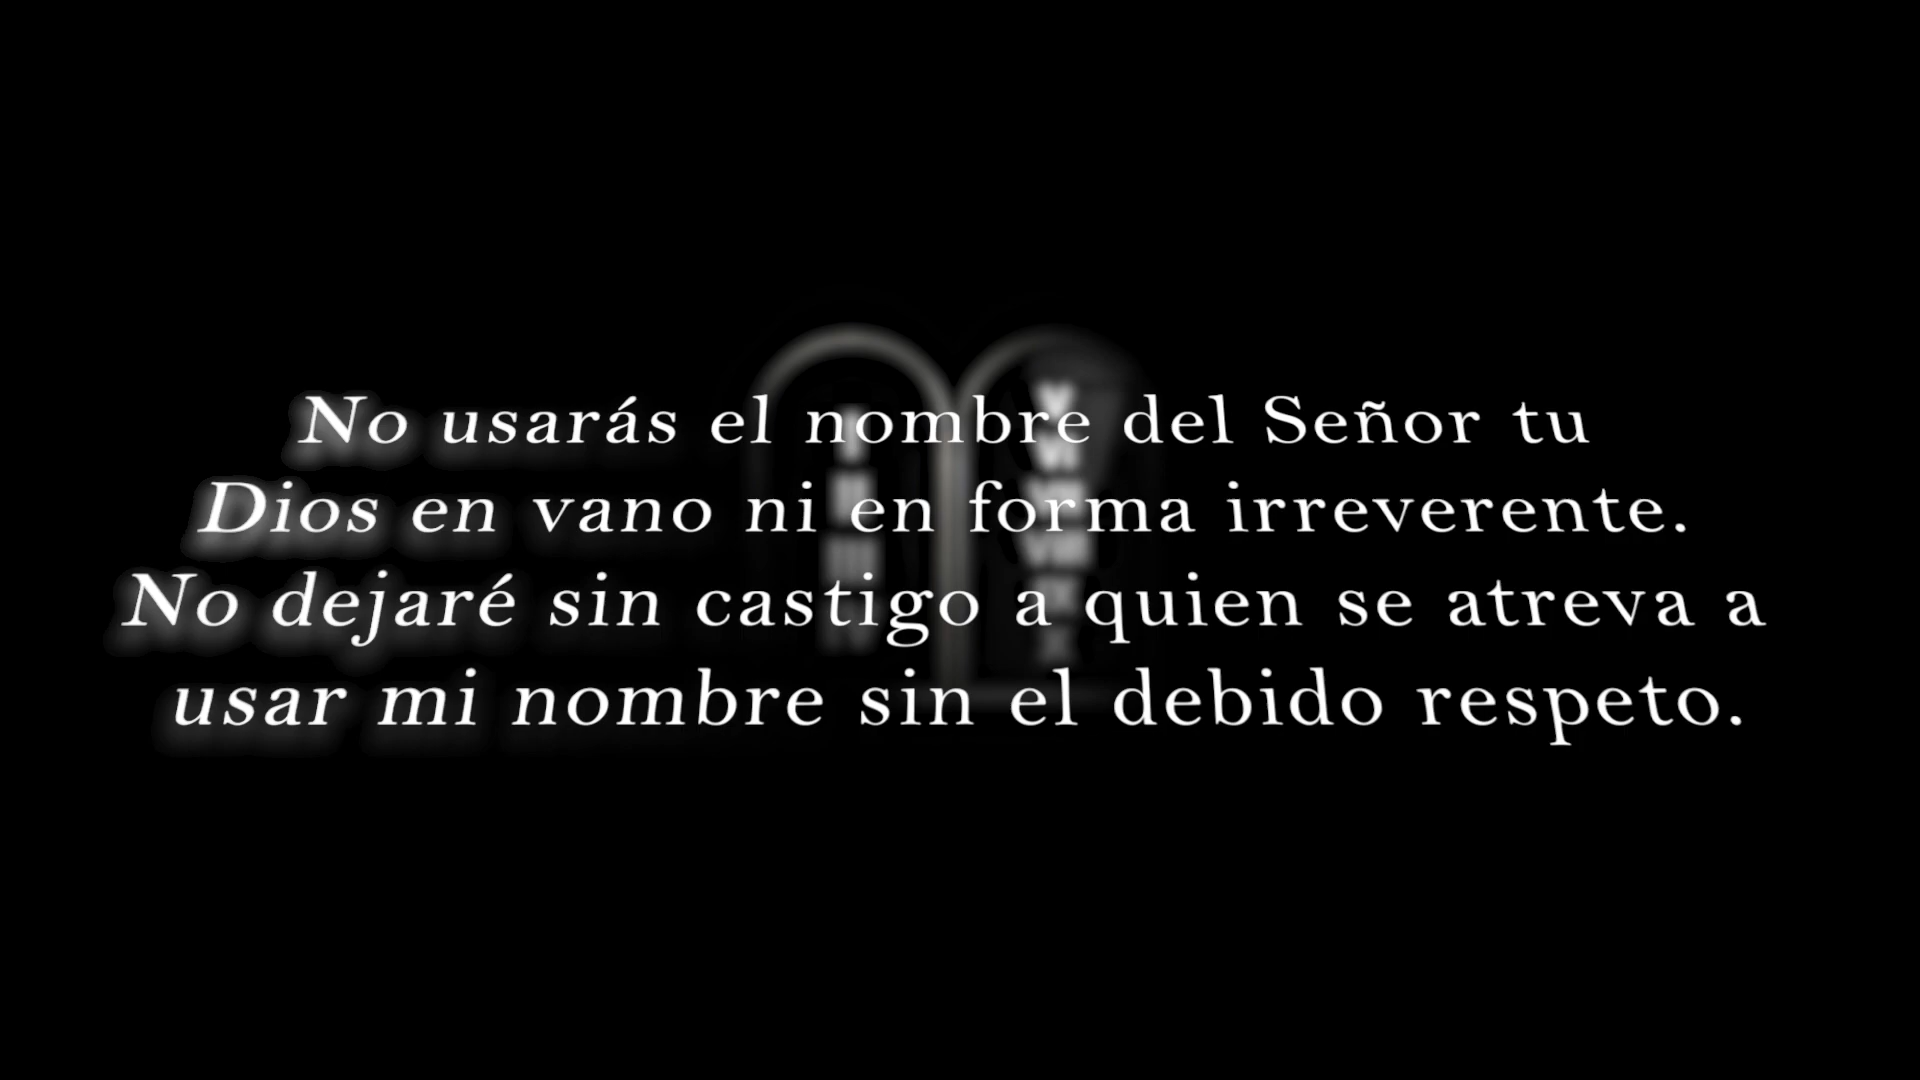 No usarás el nombre del Señor tu
Dios en vano ni en forma irreverente.
No dejaré sin castigo a quien se atreva a
usar mi nombre sin el debido respeto.